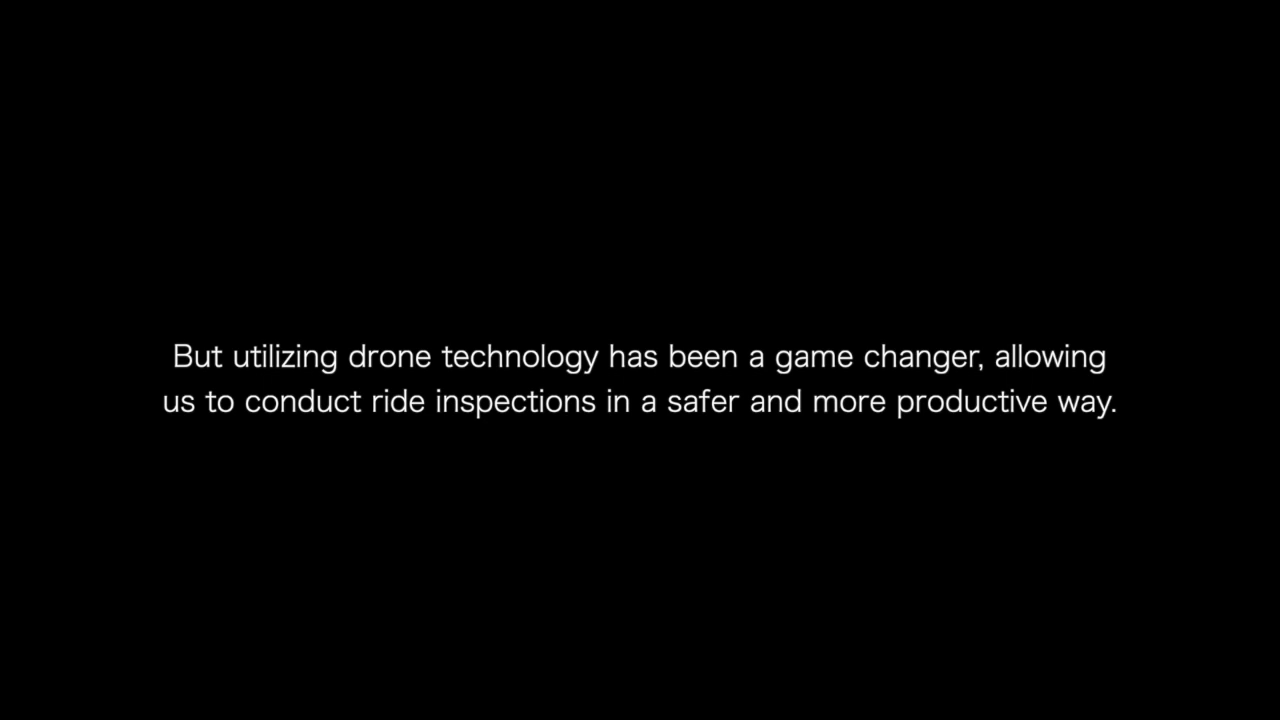 But utilizing drone technology has been a game changer, allowing
us to conduct ride inspections in a safer and more productive way.